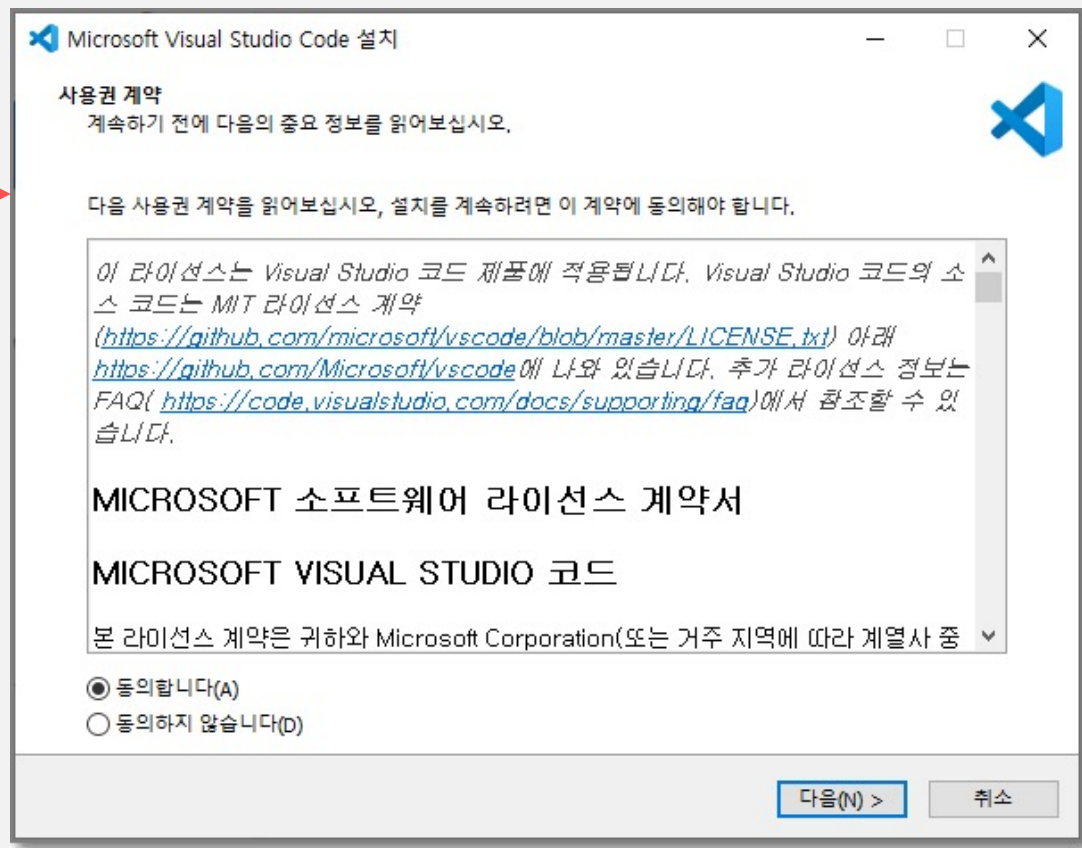 Microsoft Visual Studio Code 설치
사용권 계약
계속하기 전에 다음의 중요 정보를 읽어보십시오.
다음 사용권 계약을 읽어보십시오, 설치를 계속하려면 이 계약에 동의해야 합니다.
이 라이선스는 Visual Studio 코드 제품에 적용됩니다. Visual Studio 코드의 소
스 코드는 MIT 라이선스 계약
(https://github.com/microsoft/vscode/blob/master/LICENSE.txt) 아래
https://github.com/Microsoft/vscode에 나와 있습니다. 추가 라이선스 정보는
FAQ( https://code.visualstudio.com/docs/supporting/faq)에서 참조할 수 있
습니다.
MICROSOFT 소프트웨어 라이선스 계약서
MICROSOFT VISUAL STUDIO 코드
본 라이선스 계약은 귀하와 Microsoft Corporation(또는 거주 지역에 따라 계열사 중
동의합니다(A)
동의하지 않습니다(D)
다음(N) > 취소